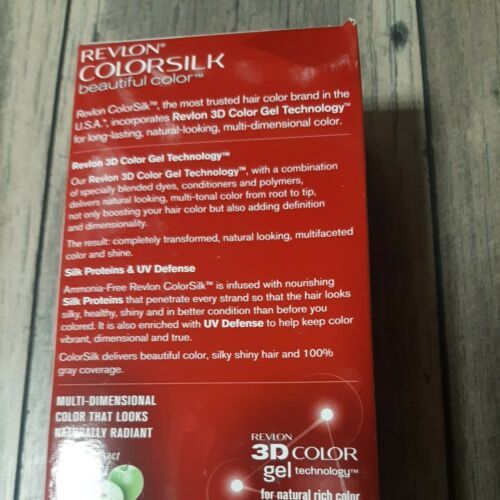 REVLON®
COLORSILK
beautiful color™
Revlon ColorSilk™, the most trusted hair color brand in the
U.S.A.*, incorporates Revlon 3D Color Gel Technology™
for long-lasting, natural-looking, multi-dimensional color.
Revlon 3D Color Gel Technology™
Our Revlon 3D Color Gel Technology™, with a combination
of specially blended dyes, conditioners and polymers,
delivers natural looking, multi-tonal color from root to tip,
not only boosting your hair color but also adding definition
and dimensionality.
The result: completely transformed, natural looking, multifaceted
color and shine.
Silk Proteins & UV Defense
Ammonia-Free Revlon ColorSilk™ is infused with nourishing
Silk Proteins that penetrate every strand so that the hair looks
silky, healthy, shiny and in better condition than before you
colored. It is also enriched with UV Defense to help keep color
vibrant, dimensional and true.
ColorSilk delivers beautiful color, silky shiny hair and 100%
gray coverage.
MULTI-DIMENSIONAL
COLOR THAT LOOKS
NATURALLY RADIANT
REVLON
3D COLOR
gel technology™
for natural rich color